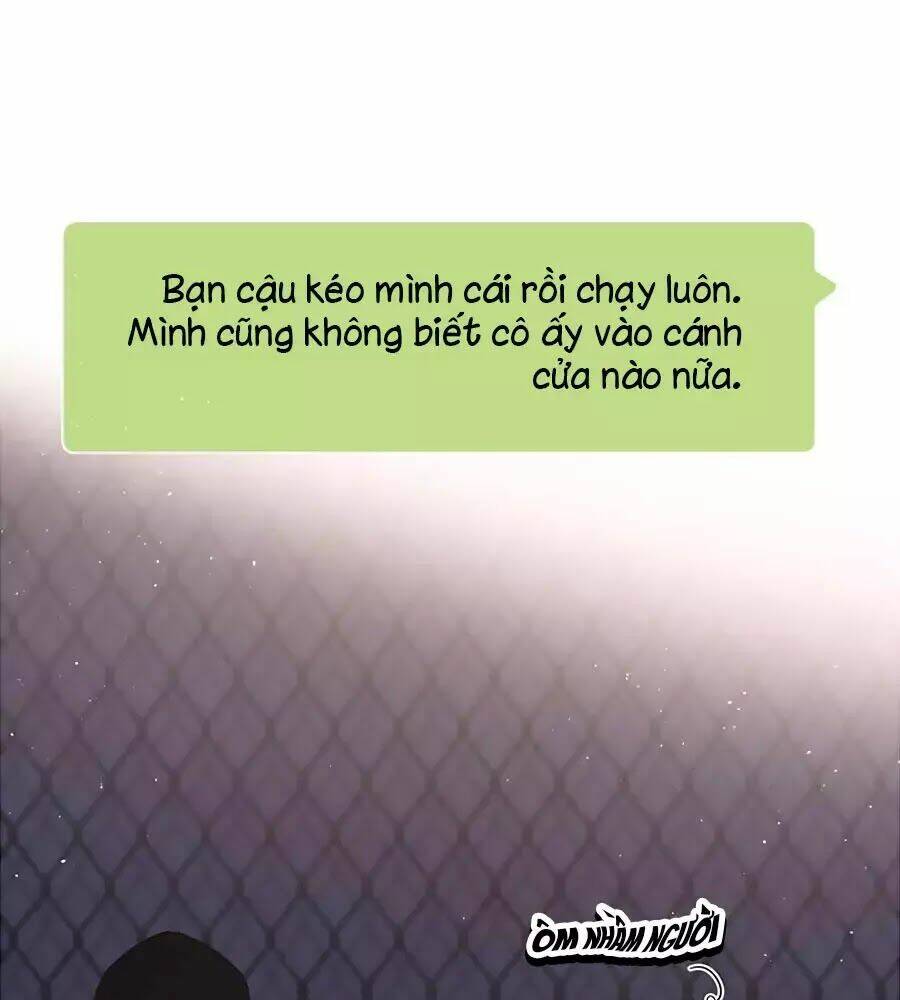 Bạn cậu kéo mình cái rồi chạy luôn.
Mình cũng không biết cô ấy vào cánh
cửa nào nữa.
ÔM NHẦM NGƯỜI